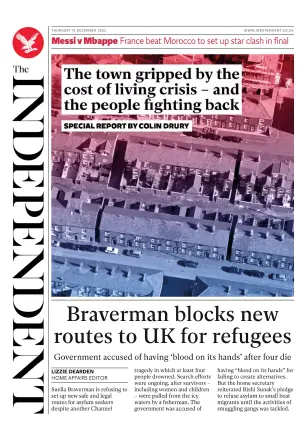 THURSDAY 15 DECEMBER 2022
WWW.INDEPENDENT.CO.UK
Messi v Mbappe France beat Morocco to set up star clash in final
The
INDEPENDENT
The town gripped by the
cost of living crisis – and
the people fighting back
SPECIAL REPORT BY COLIN DRURY
Braverman blocks new
routes to UK for refugees
Government accused of having ‘blood on its hands’ after four die
LIZZIE DEARDEN
HOME AFFAIRS EDITOR
Suella Braverman is refusing to
set up new safe and legal
routes for asylum seekers
despite another Channel
tragedy in which at least four
people drowned. Search efforts
were ongoing, after survivors –
including women and children
– were pulled from the icy
waters by a fisherman. The
government was accused of
having “blood on its hands” for
failing to create alternatives.
But the home secretary
reiterated Rishi Sunak’s pledge
to refuse asylum to small boat
migrants until the activities of
smuggling gangs was tackled.